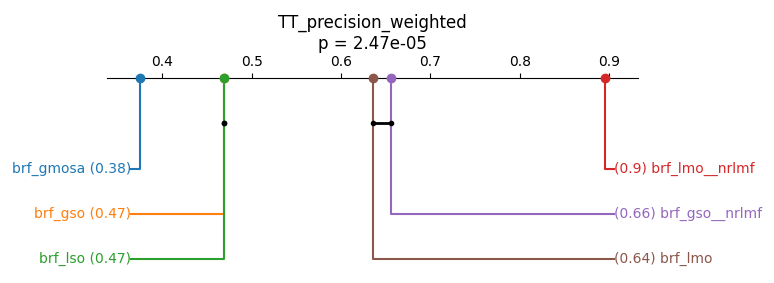 TT_precision_weighted
p = 2.47e-05
0.4 0.5 0.6 0.7 0.8 0.9
brf_gmosa (0.38) (0.9) brf_lmo__nrlmf
brf_gso (0.47) (0.66) brf_gso__nrlmf
brf_lso (0.47) (0.64) brf_lmo